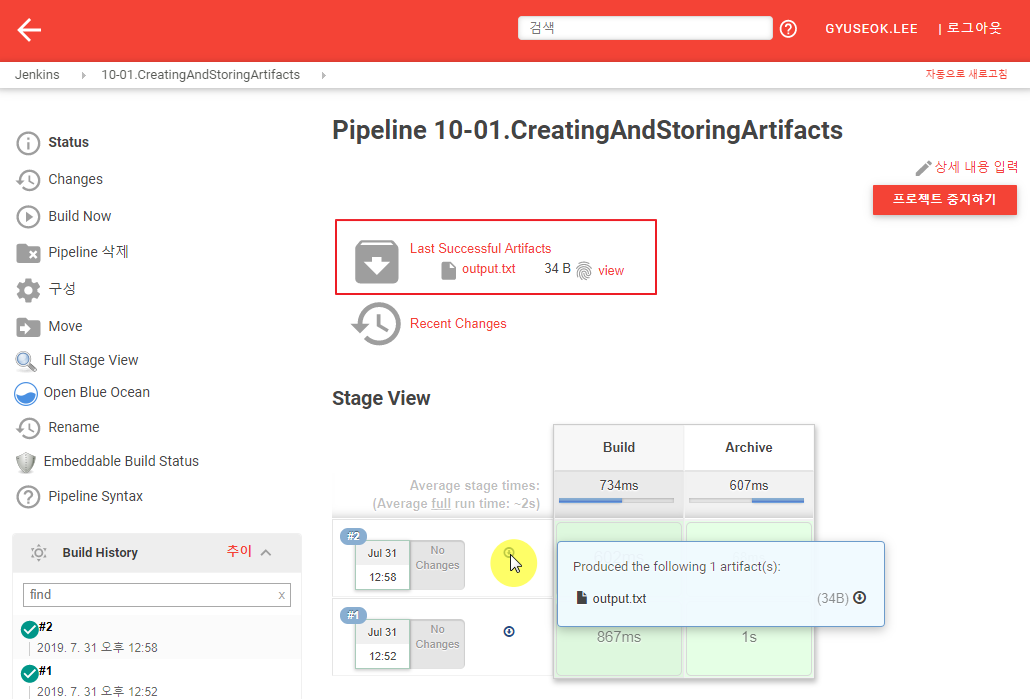 검색
GYUSEOK.LEE | 로그아웃
Jenkins 10-01.CreatingAndStoringArtifacts
자동으로 새로고침
Status
Changes
Build Now
Pipeline 삭제
구성
Move
Full Stage View
Open Blue Ocean
Rename
Embeddable Build Status
Pipeline Syntax
Build History 추이
find x
#2
2019. 7. 31 오후 12:58
#1
2019. 7. 31 오후 12:52
Pipeline 10-01.CreatingAndStoringArtifacts
상세 내용 입력
프로젝트 중지하기
Last Successful Artifacts
output.txt 34 B view
Recent Changes
Stage View
Build Archive
Average stage times: 734ms 607ms
(Average full run time: ~2s)
#2
Jul 31
12:58
No
Changes
Produced the following 1 artifact(s):
output.txt (34B)
#1
Jul 31
12:52
No
Changes
867ms 1s